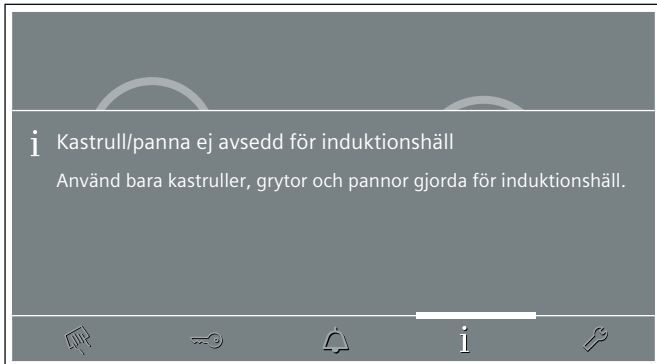 i Kastrull/panna ej avsedd för induktionshäll
Använd bara kastruller, grytor och pannor gjorda för induktionshäll.
i